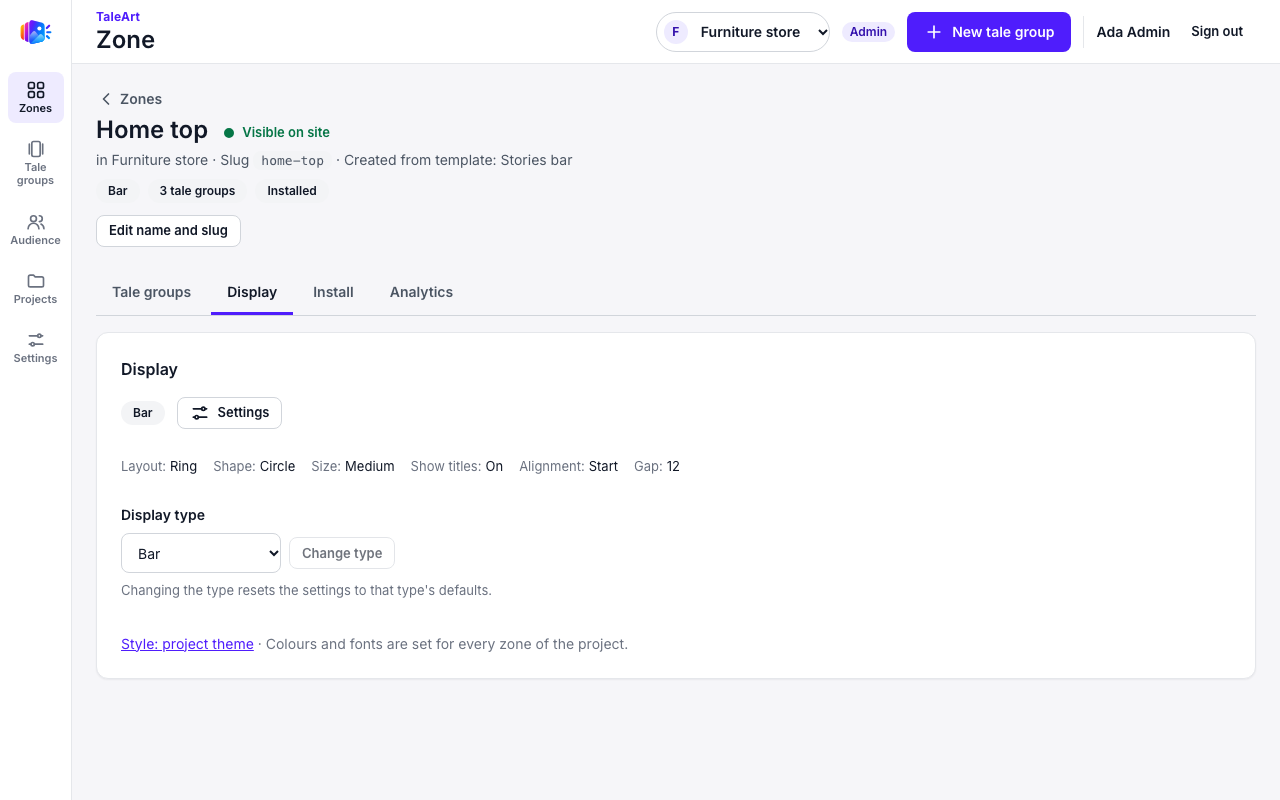 TaleArt
Zone
F Furniture store
Admin
New tale group
Ada Admin
Sign out
Zones
Tale groups
Audience
Projects
Settings
Zones
Home top
Visible on site
in Furniture store · Slug home-top · Created from template: Stories bar
Bar 3 tale groups Installed
Edit name and slug
Tale groups Display Install Analytics
Display
Bar Settings
Layout: Ring Shape: Circle Size: Medium Show titles: On Alignment: Start Gap: 12
Display type
Bar Change type
Changing the type resets the settings to that type's defaults.
Style: project theme · Colours and fonts are set for every zone of the project.